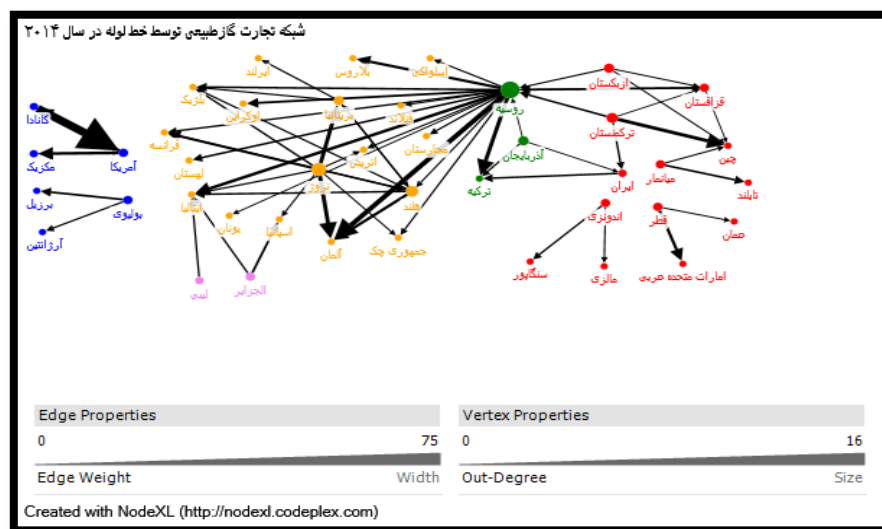 شبکه تجارت گازطبیعی توسط خط لوله در سال ۲۰۱۴
ایرلند
بلاروس
اسلواکی
ازبکستان
بلژیک
بریتانیا
روسیه
قزاقستان
کانادا
اوکراین
فنلاند
ترکمنستان
فرانسه
مجارستان
آذربایجان
چین
مکزیک
آمریکا
لهستان
اتریش
نروژ
ترکیه
ایران
میانمار
تایلند
برزیل
بولیوی
ایتالیا
یونان
اسپانیا
هلند
اندونزی
قطر
عمان
آرژانتین
آلمان
جمهوری چک
سنگاپور
مالزی
امارات متحده عربی
لیبی
الجزایر
Edge Properties
0 75
Edge Weight Width
Vertex Properties
0 16
Out-Degree Size
Created with NodeXL (http://nodexl.codeplex.com)